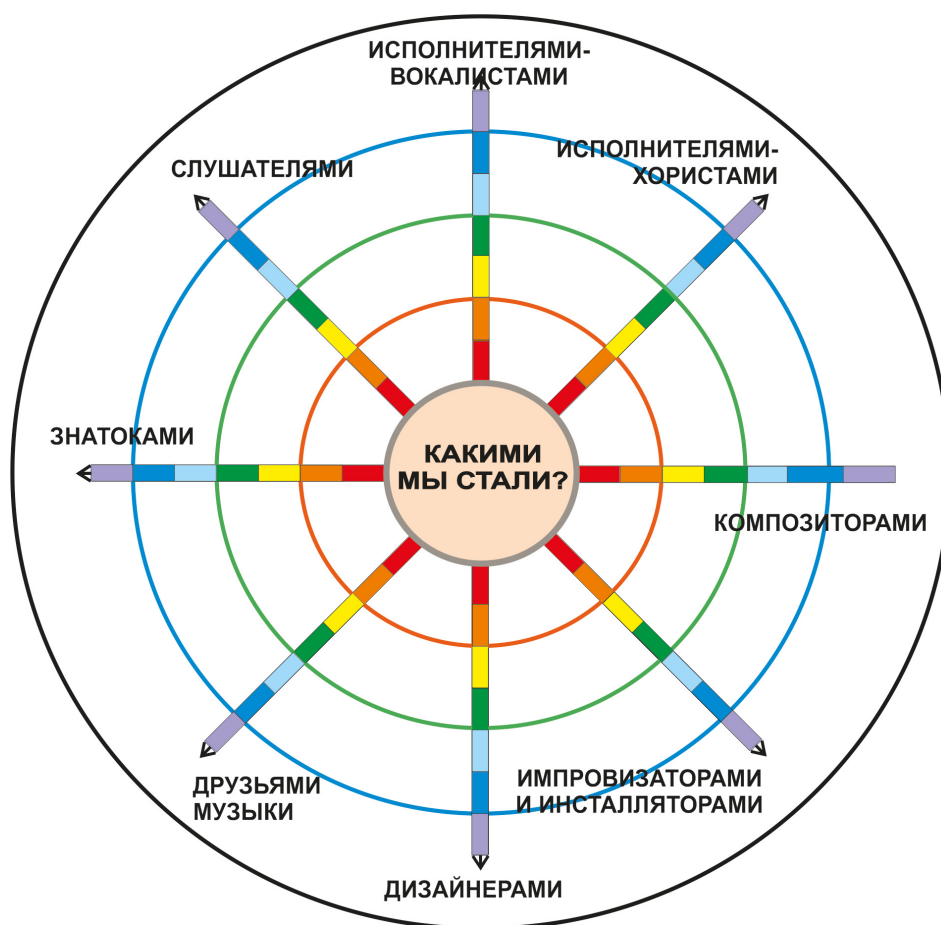 ИСПОЛНИТЕЛЯМИ-
ВОКАЛИСТАМИ
ИСПОЛНИТЕЛЯМИ-
ХОРИСТАМИ
СЛУШАТЕЛЯМИ
ЗНАТОКАМИ
КАКИМИ
МЫ СТАЛИ?
КОМПОЗИТОРАМИ
ДРУЗЬЯМИ
МУЗЫКИ
ИМПРОВИЗАТОРАМИ
И ИНСТАЛЛЯТОРАМИ
ДИЗАЙНЕРАМИ